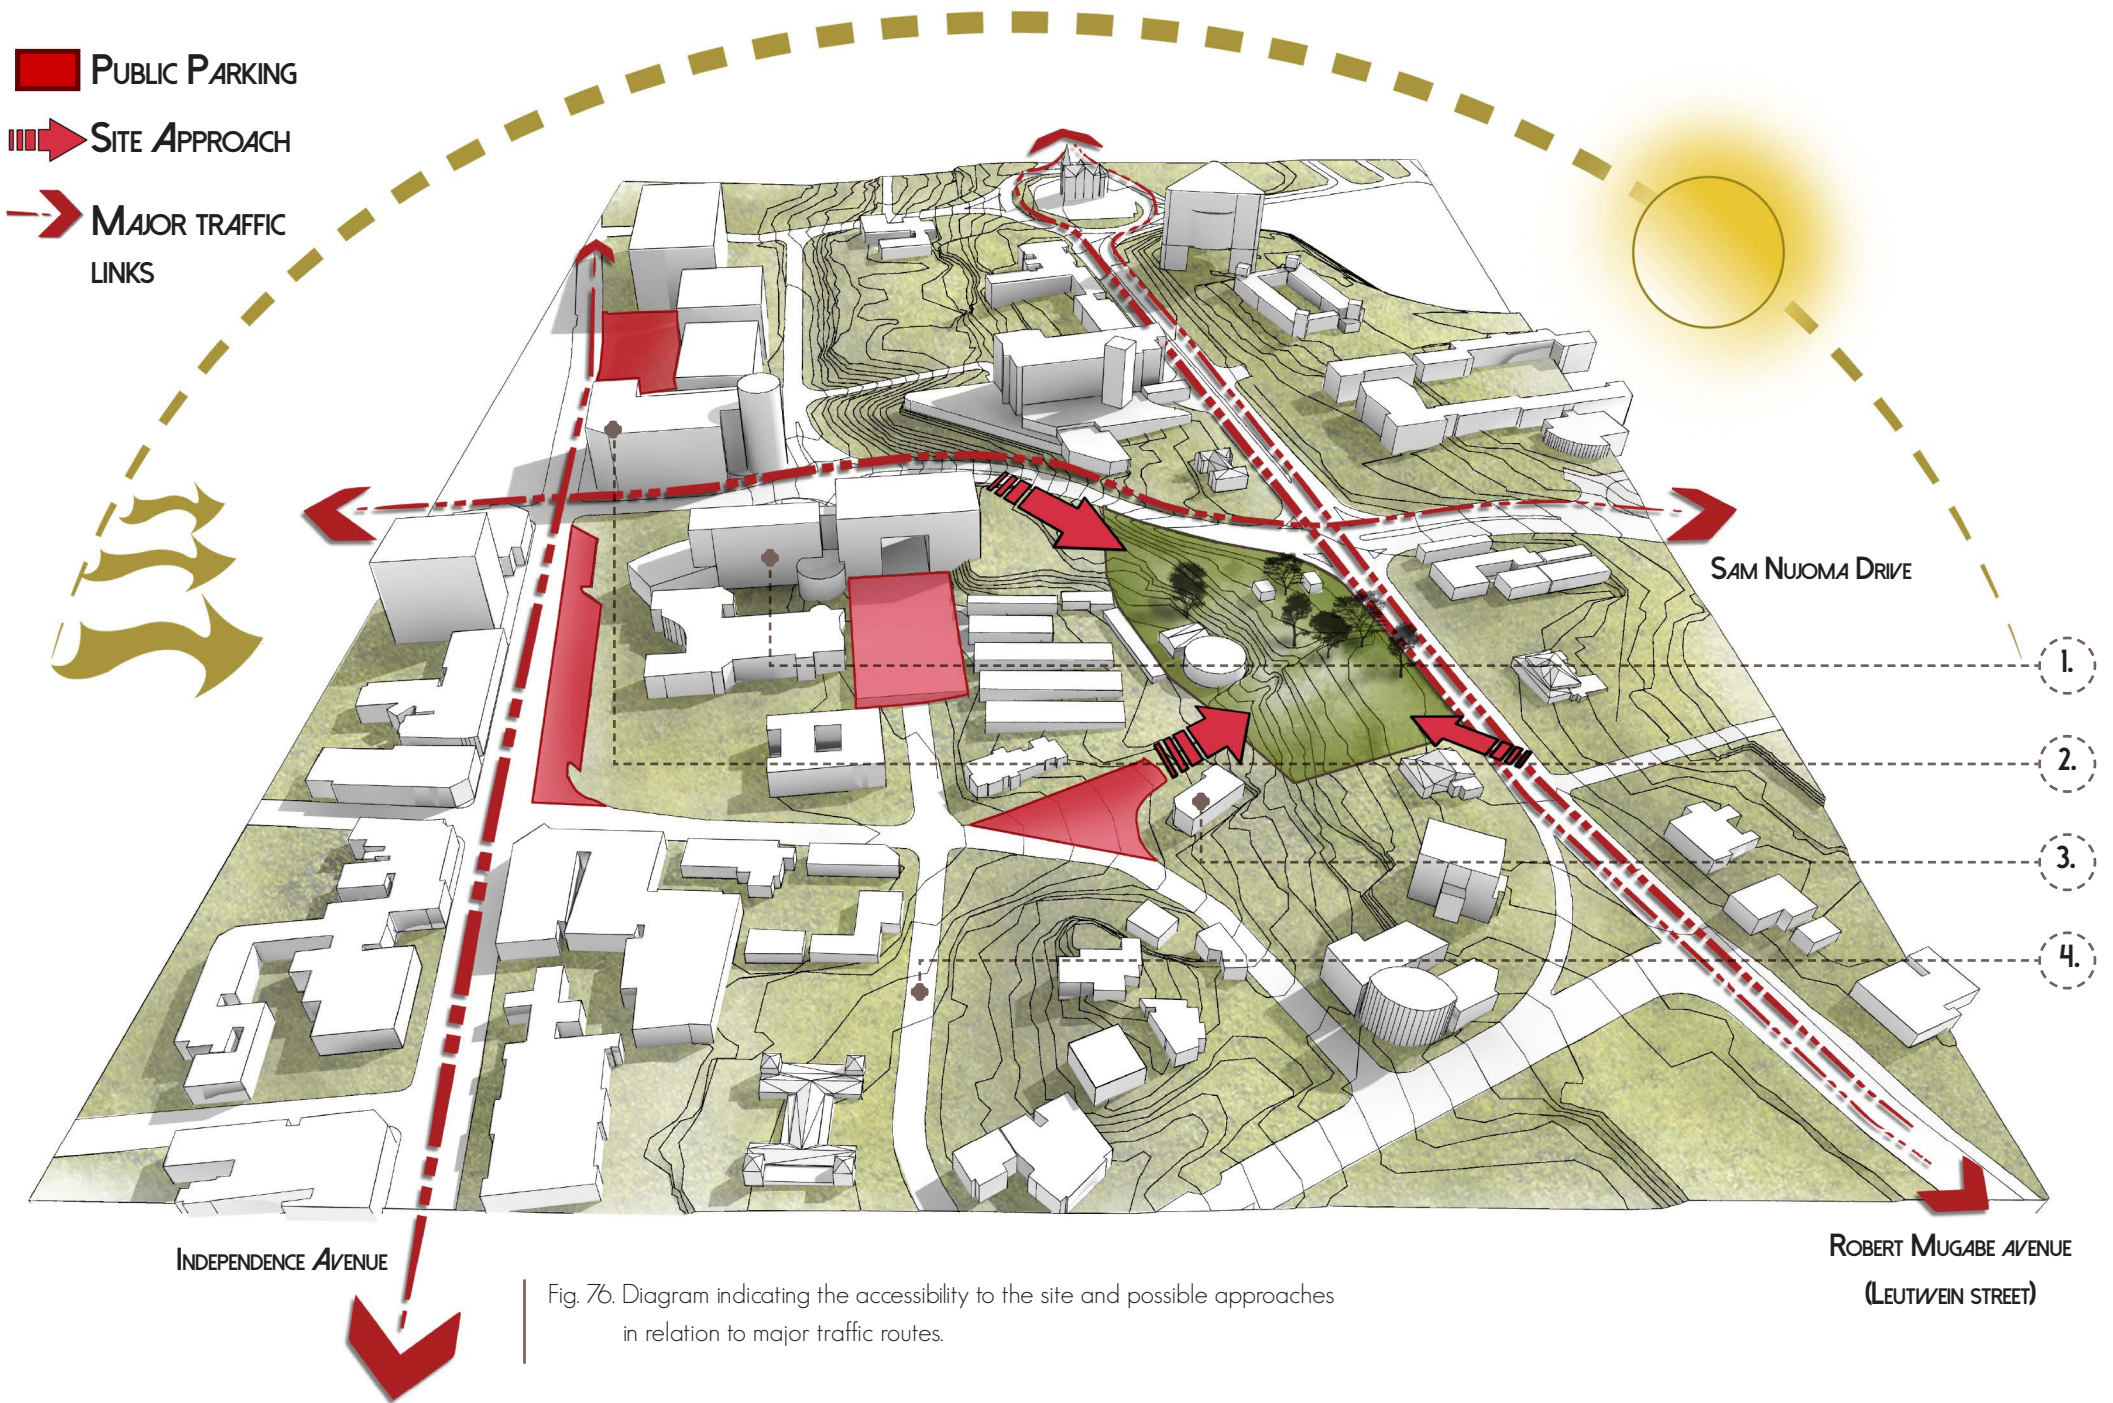 Public Parking
Site Approach
Major traffic
links
Sam Nujoma Drive
1.
2.
3.
4.
Independence Avenue
Robert Mugabe avenue
(Leutwein street)
Fig. 76. Diagram indicating the accessibility to the site and possible approaches
in relation to major traffic routes.